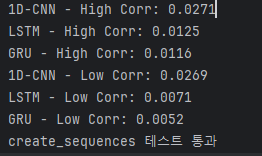 1D-CNN - High Corr: 0.0271
LSTM - High Corr: 0.0125
GRU - High Corr: 0.0116
1D-CNN - Low Corr: 0.0269
LSTM - Low Corr: 0.0071
GRU - Low Corr: 0.0052
create_sequences 테스트 통과